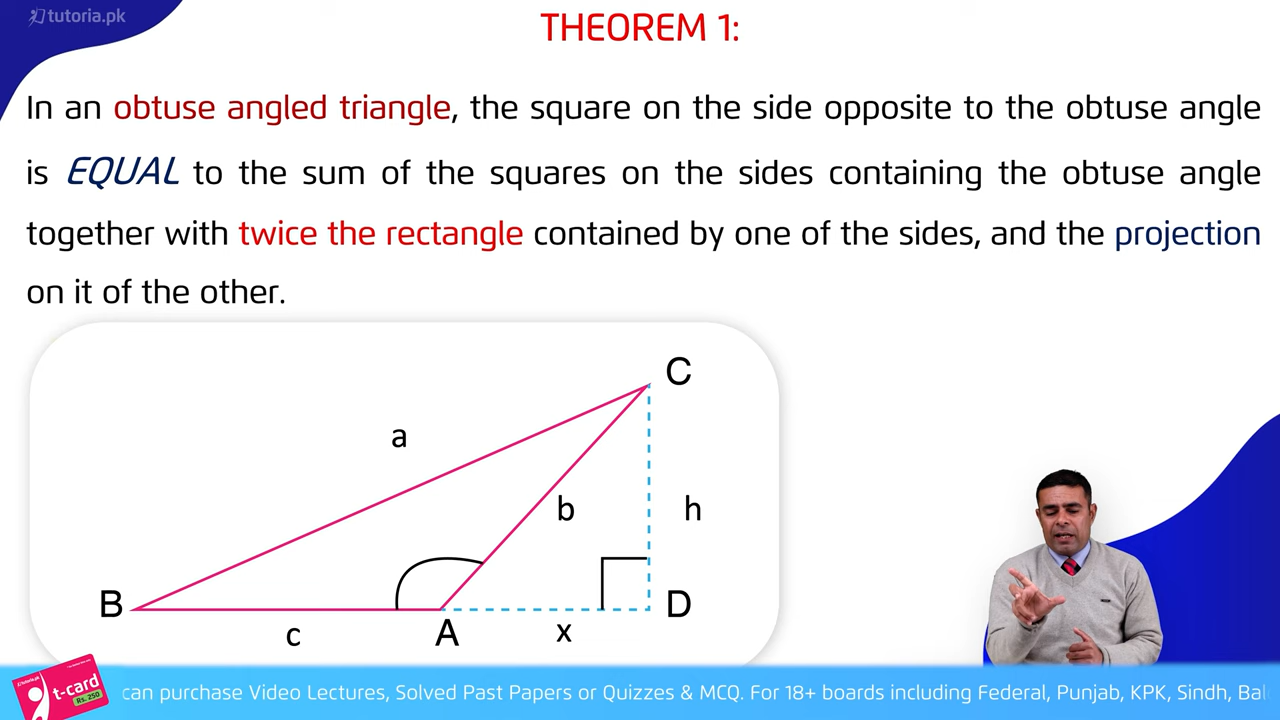 tutoria.pk
THEOREM 1:
In an obtuse angled triangle, the square on the side opposite to the obtuse angle
is EQUAL to the sum of the squares on the sides containing the obtuse angle
together with twice the rectangle contained by one of the sides, and the projection
on it of the other.
C
a
b
h
B
D
c
A
x
t-card
Rs. 250
can purchase Video Lectures, Solved Past Papers or Quizzes & MCQ. For 18+ boards including Federal, Punjab, KPK, Sindh, Bal